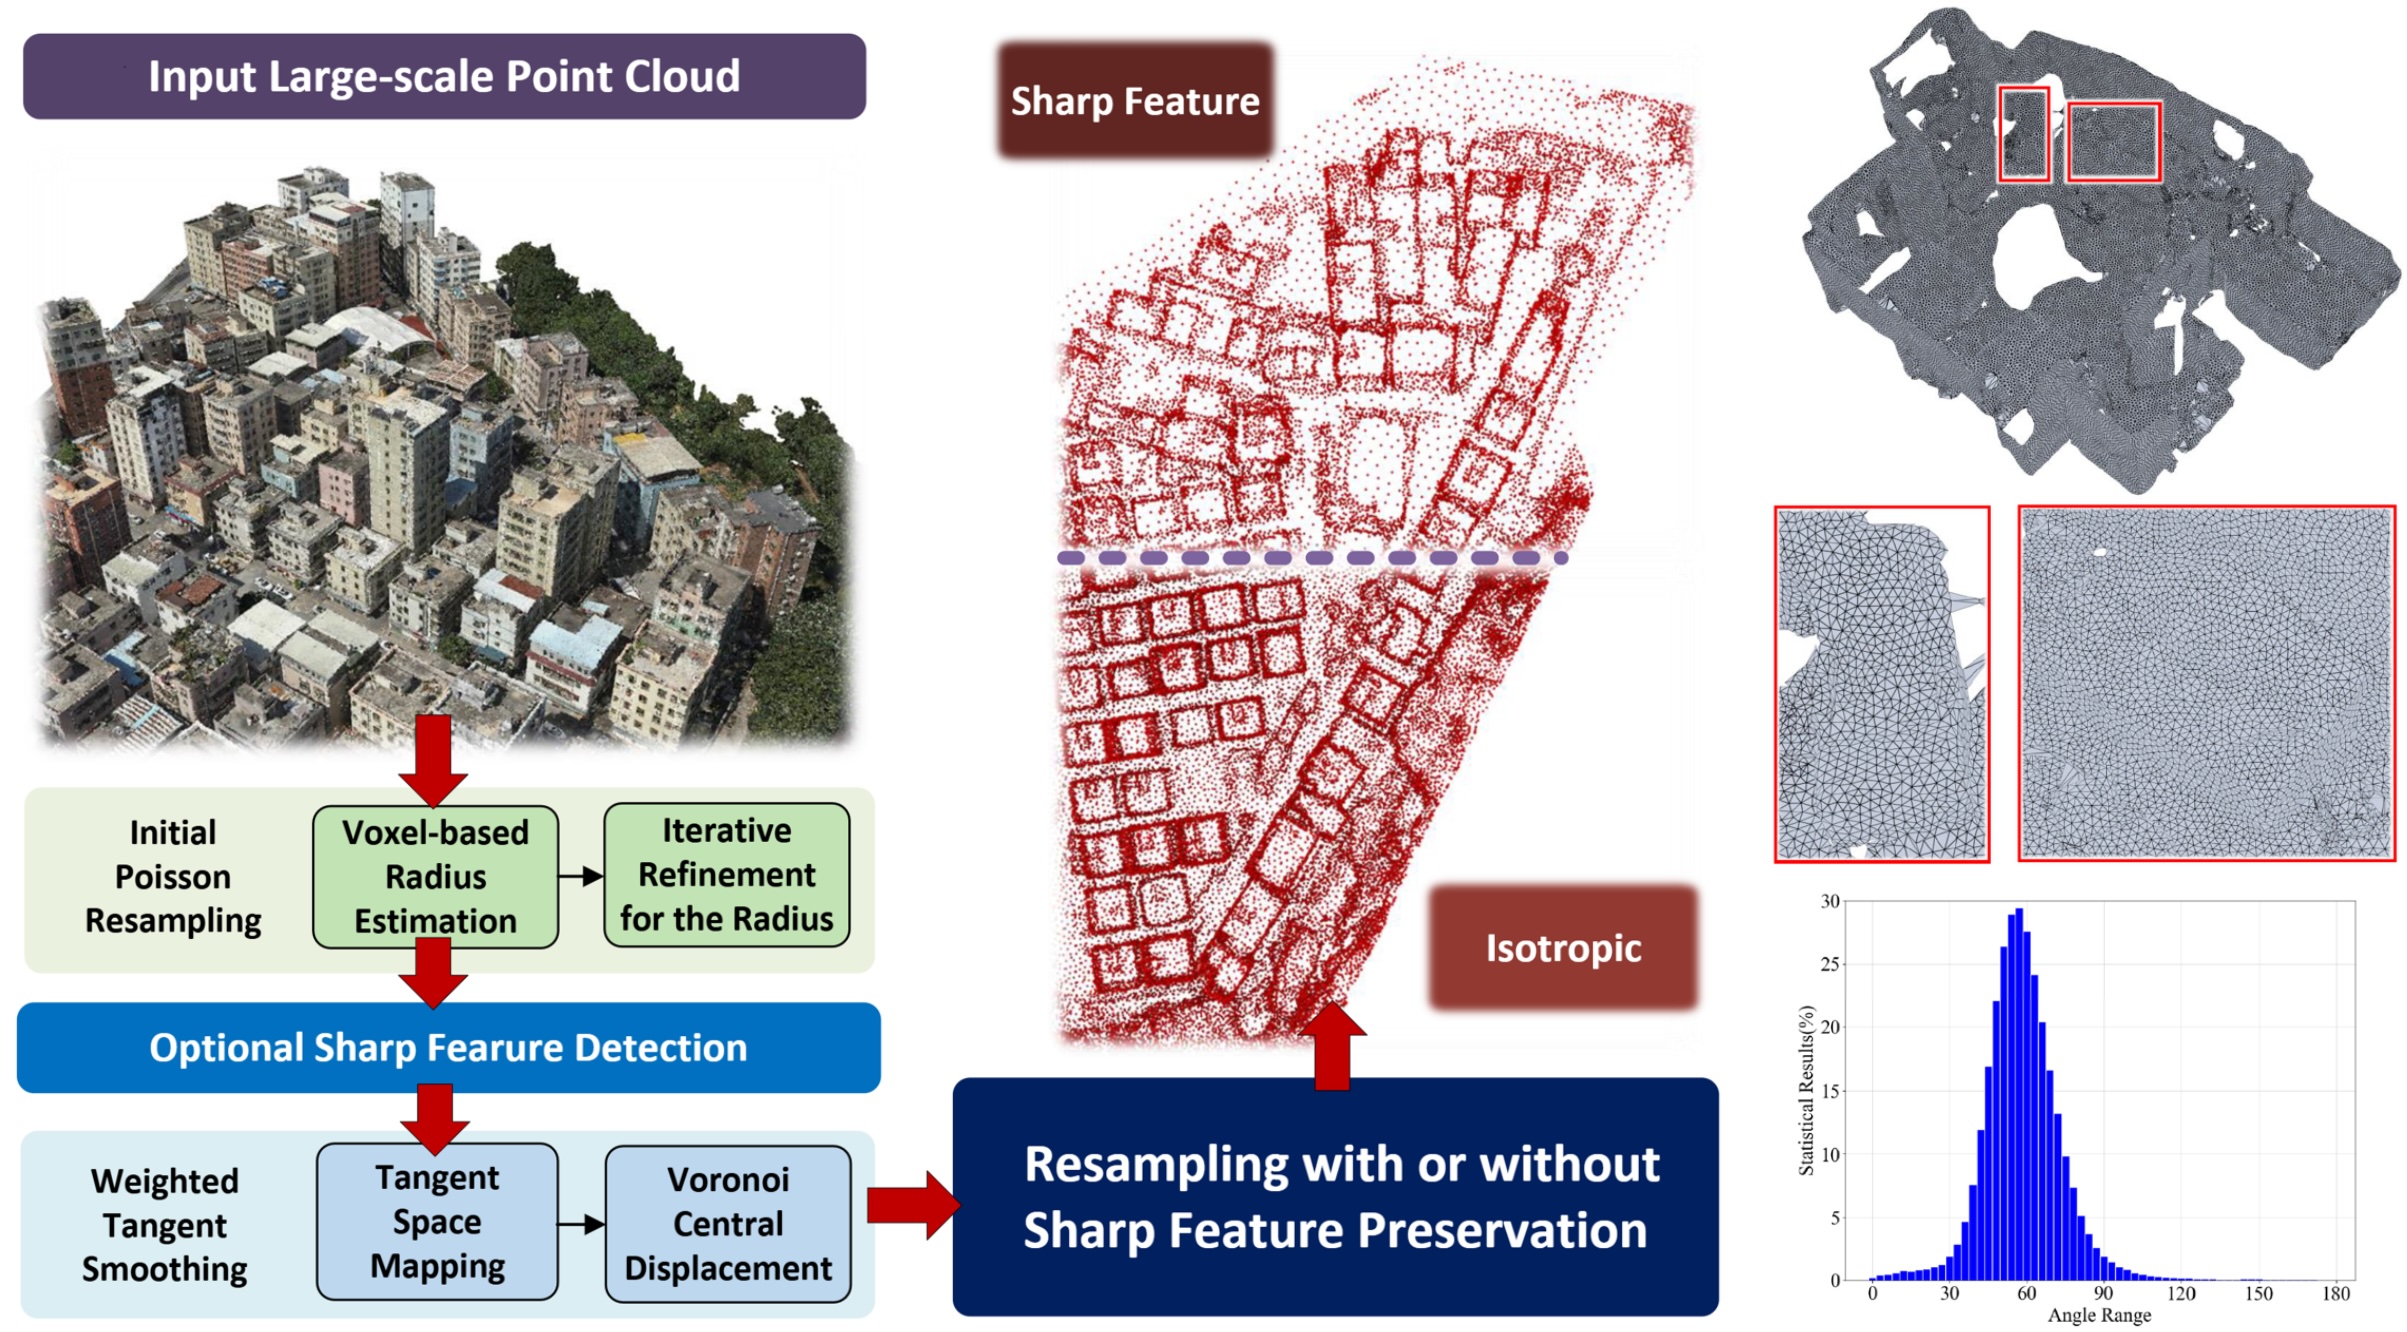 Input Large-scale Point Cloud
Initial
Poisson
Resampling
Voxel-based
Radius
Estimation
Iterative
Refinement
for the Radius
Optional Sharp Fearure Detection
Weighted
Tangent
Smoothing
Tangent
Space
Mapping
Voronoi
Central
Displacement
Sharp Feature
Isotropic
Resampling with or without
Sharp Feature Preservation
Statistical Results(%)
30
25
20
15
10
5
0
0 30 60 90 120 150 180
Angle Range